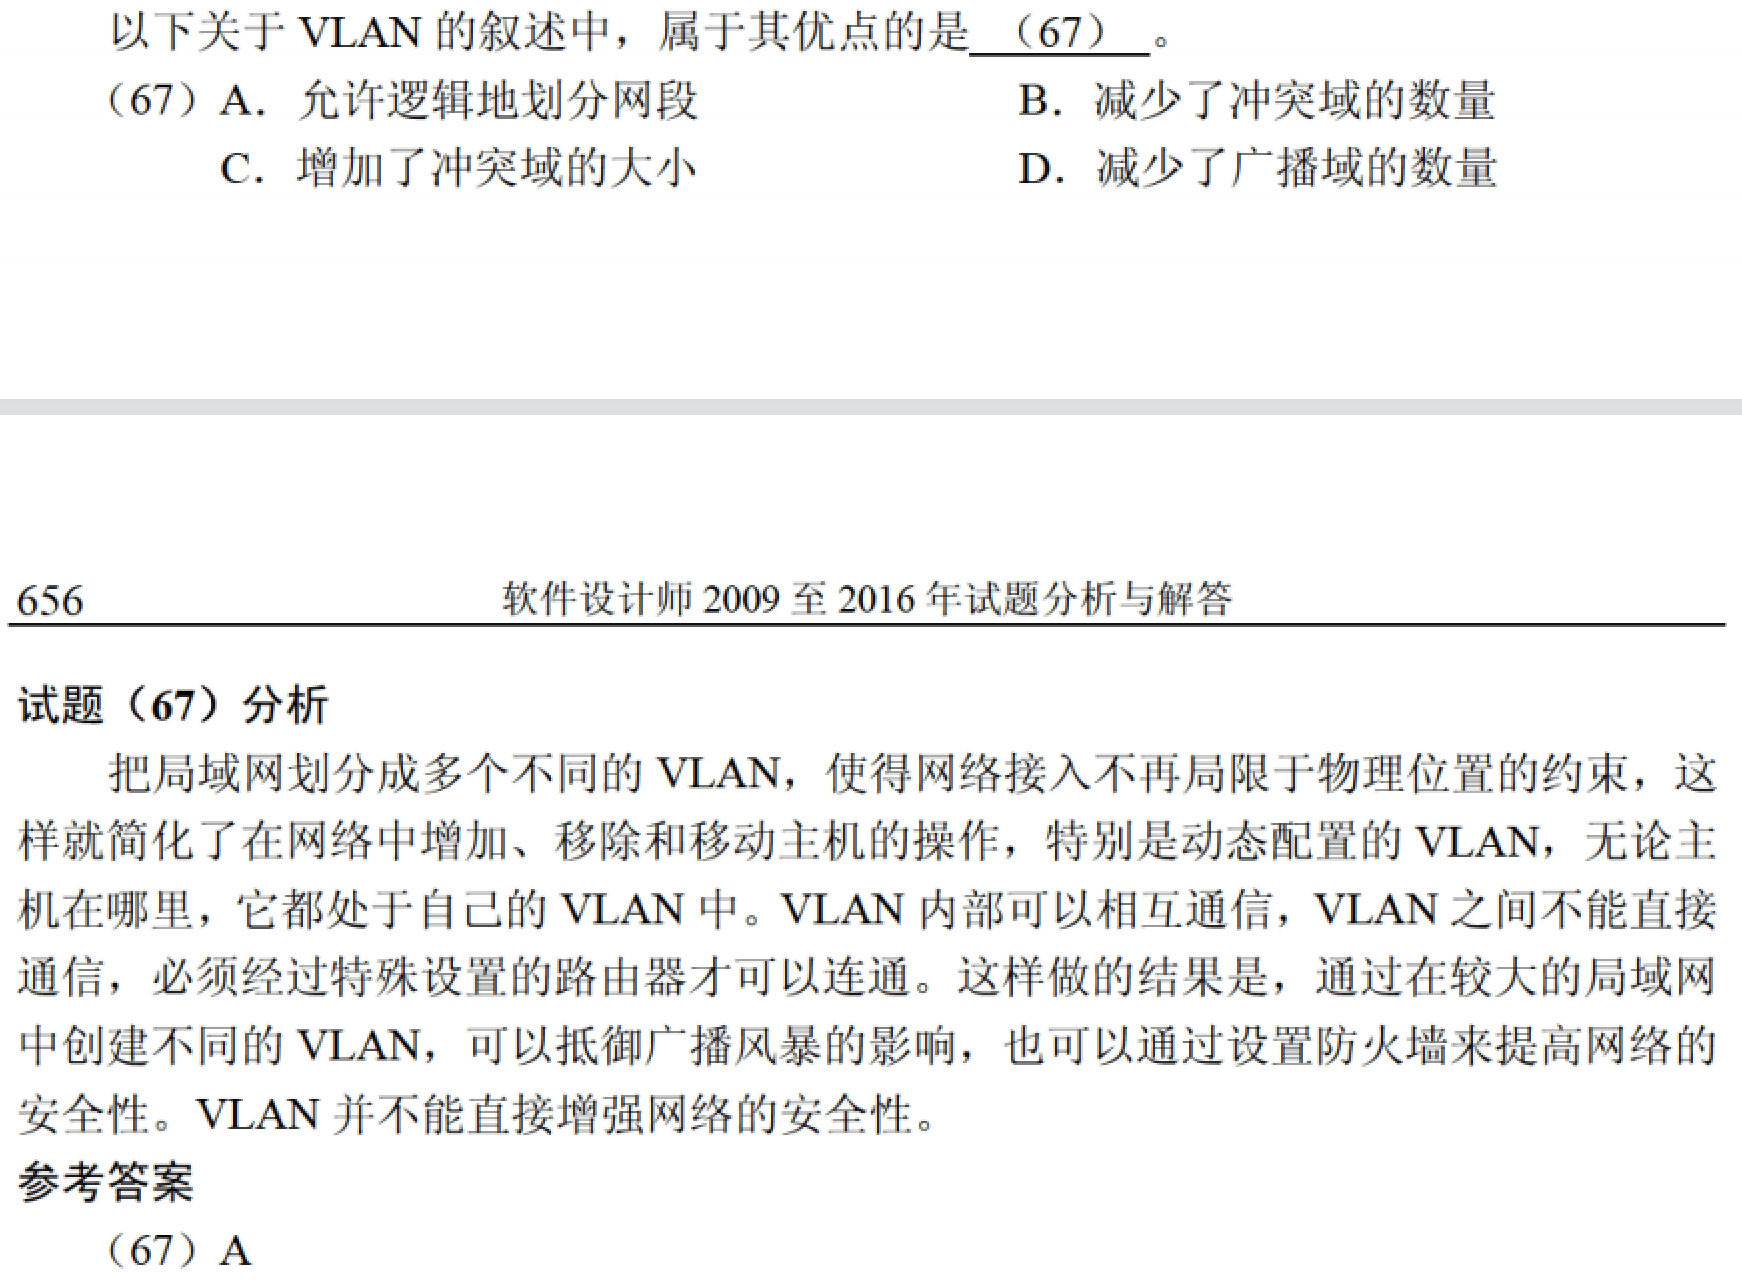 以下关于 VLAN 的叙述中，属于其优点的是 （67） 。
（67）A．允许逻辑地划分网段 B．减少了冲突域的数量
C．增加了冲突域的大小 D．减少了广播域的数量
656 软件设计师 2009 至 2016 年试题分析与解答
试题（67）分析
把局域网划分成多个不同的 VLAN，使得网络接入不再局限于物理位置的约束，这
样就简化了在网络中增加、移除和移动主机的操作，特别是动态配置的 VLAN，无论主
机在哪里，它都处于自己的 VLAN 中。VLAN 内部可以相互通信，VLAN 之间不能直接
通信，必须经过特殊设置的路由器才可以连通。这样做的结果是，通过在较大的局域网
中创建不同的 VLAN，可以抵御广播风暴的影响，也可以通过设置防火墙来提高网络的
安全性。VLAN 并不能直接增强网络的安全性。
参考答案
（67）A